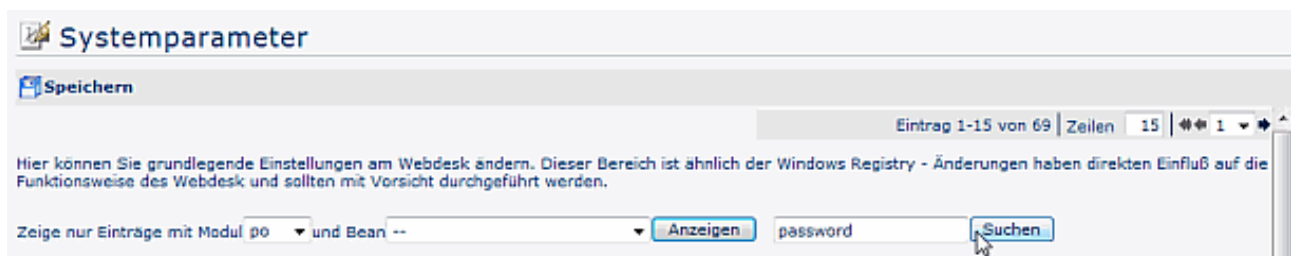 Systemparameter
Speichern
Eintrag 1-15 von 69 Zeilen 15 1
Hier können Sie grundlegende Einstellungen am Webdesk ändern. Dieser Bereich ist ähnlich der Windows Registry - Änderungen haben direkten Einfluß auf die
Funktionsweise des Webdesk und sollten mit Vorsicht durchgeführt werden.
Zeige nur Einträge mit Modul po und Bean -- Anzeigen password Suchen